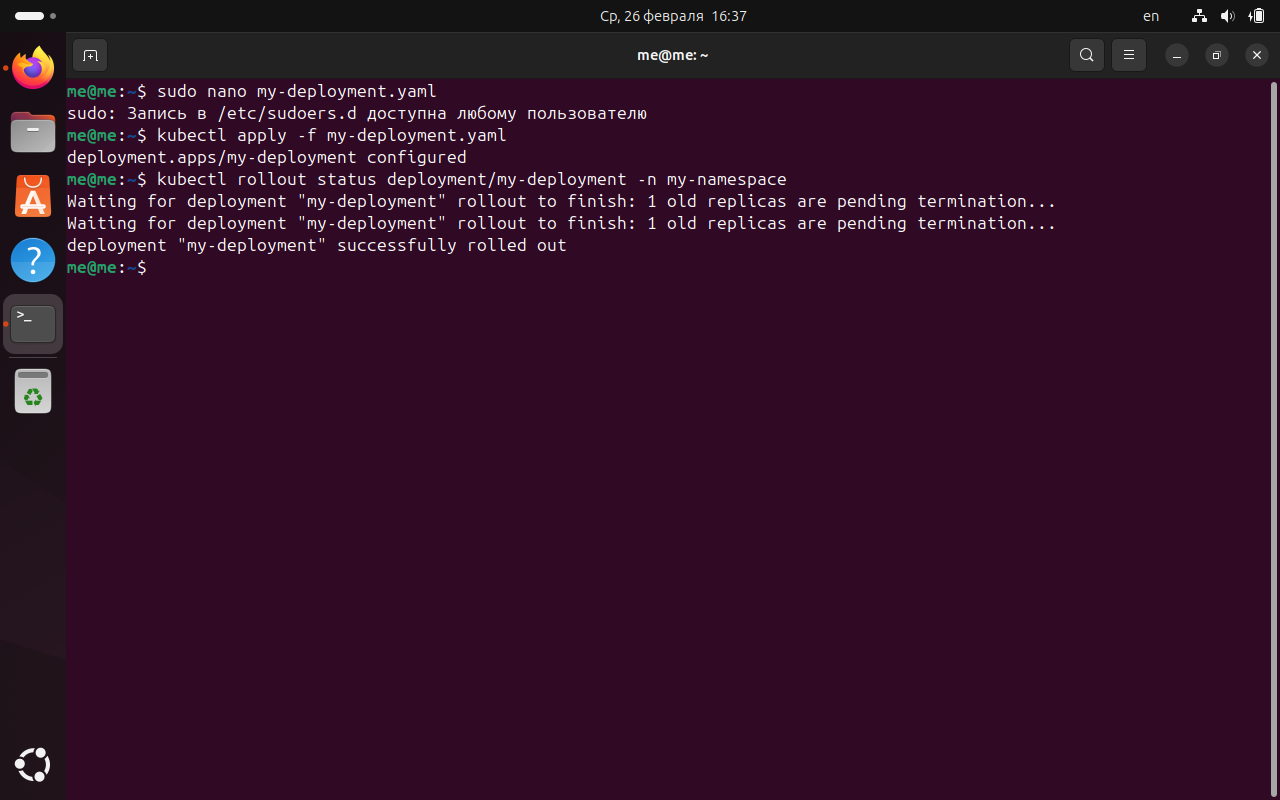 Ср, 26 февраля 16:37
en
me@me: ~
me@me:~$ sudo nano my-deployment.yaml
sudo: Запись в /etc/sudoers.d доступна любому пользователю
me@me:~$ kubectl apply -f my-deployment.yaml
deployment.apps/my-deployment configured
me@me:~$ kubectl rollout status deployment/my-deployment -n my-namespace
Waiting for deployment "my-deployment" rollout to finish: 1 old replicas are pending termination...
Waiting for deployment "my-deployment" rollout to finish: 1 old replicas are pending termination...
deployment "my-deployment" successfully rolled out
me@me:~$